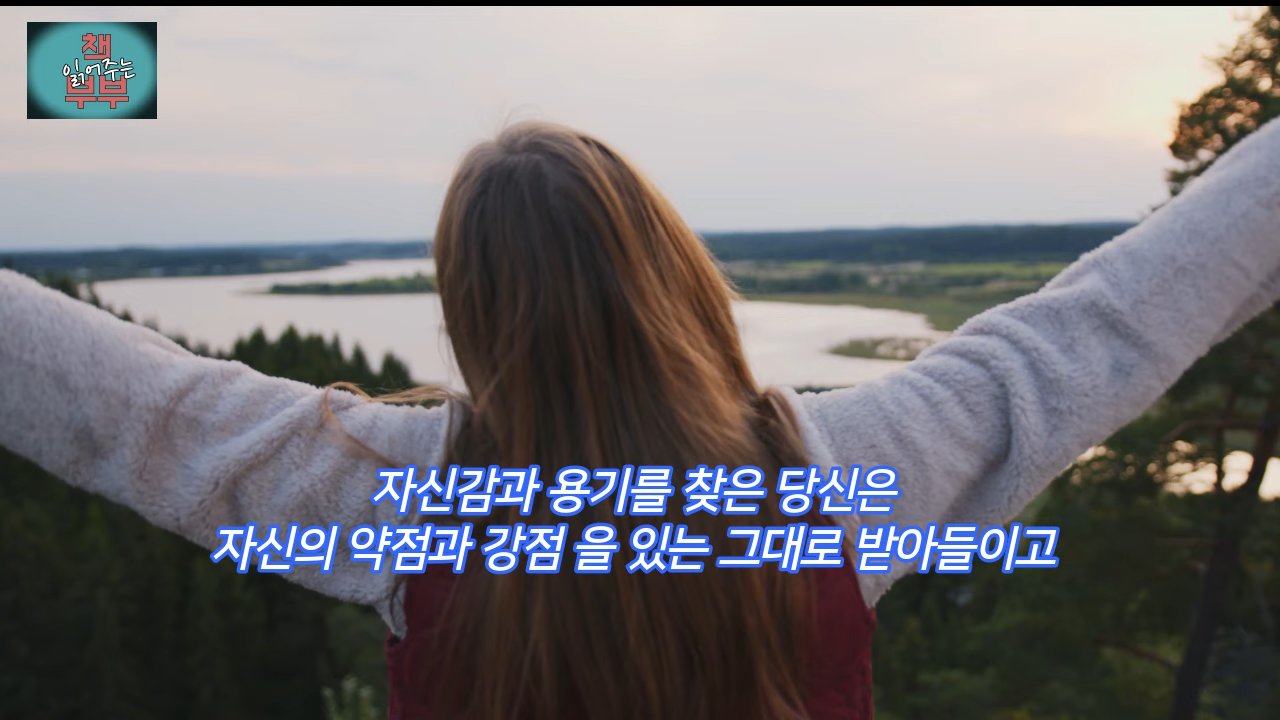 책
읽어주는
부부
자신감과 용기를 찾은 당신은
자신의 약점과 강점 을 있는 그대로 받아들이고